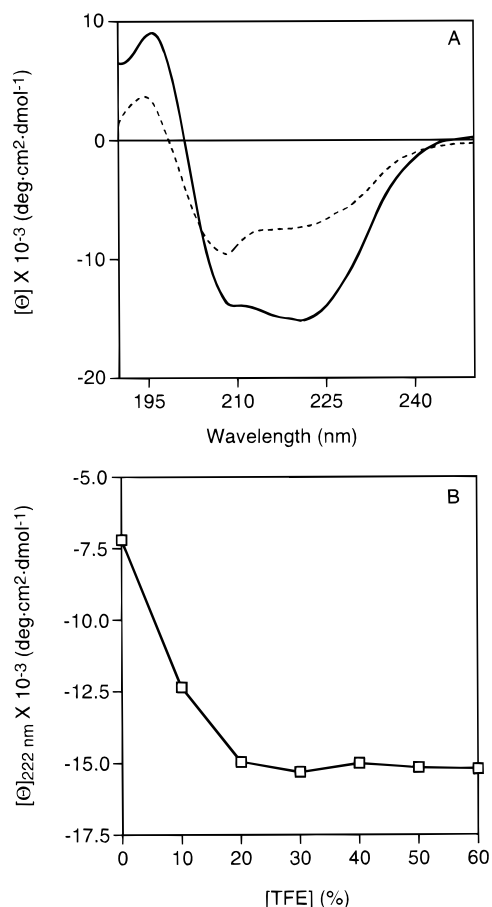 10
A
0
-10
-20
[Θ] X 10-3 (deg·cm2·dmol-1)
195 210 225 240
Wavelength (nm)
-5.0
B
-7.5
-10.0
-12.5
-15.0
-17.5
[Θ]222 nm X 10-3 (deg·cm2·dmol-1)
0 10 20 30 40 50 60
[TFE] (%)